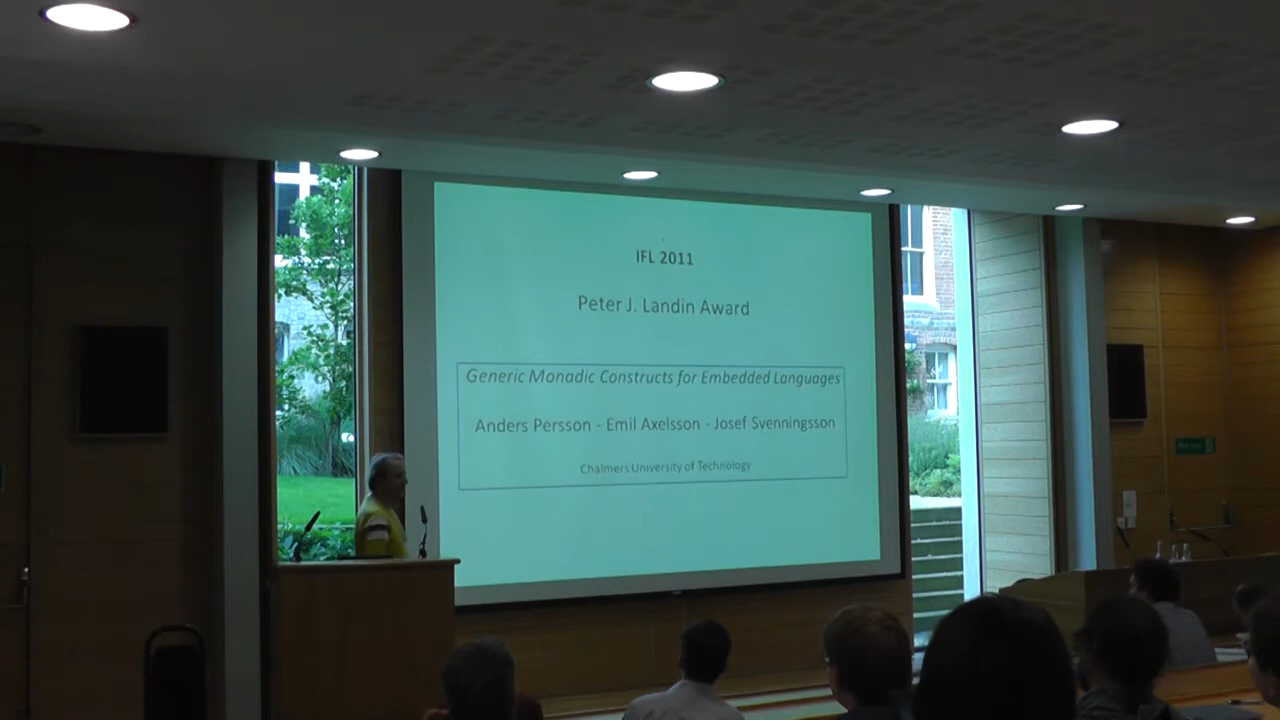 IFL 2011
Peter J. Landin Award
Generic Monadic Constructs for Embedded Languages
Anders Persson - Emil Axelsson - Josef Svenningsson
Chalmers University of Technology